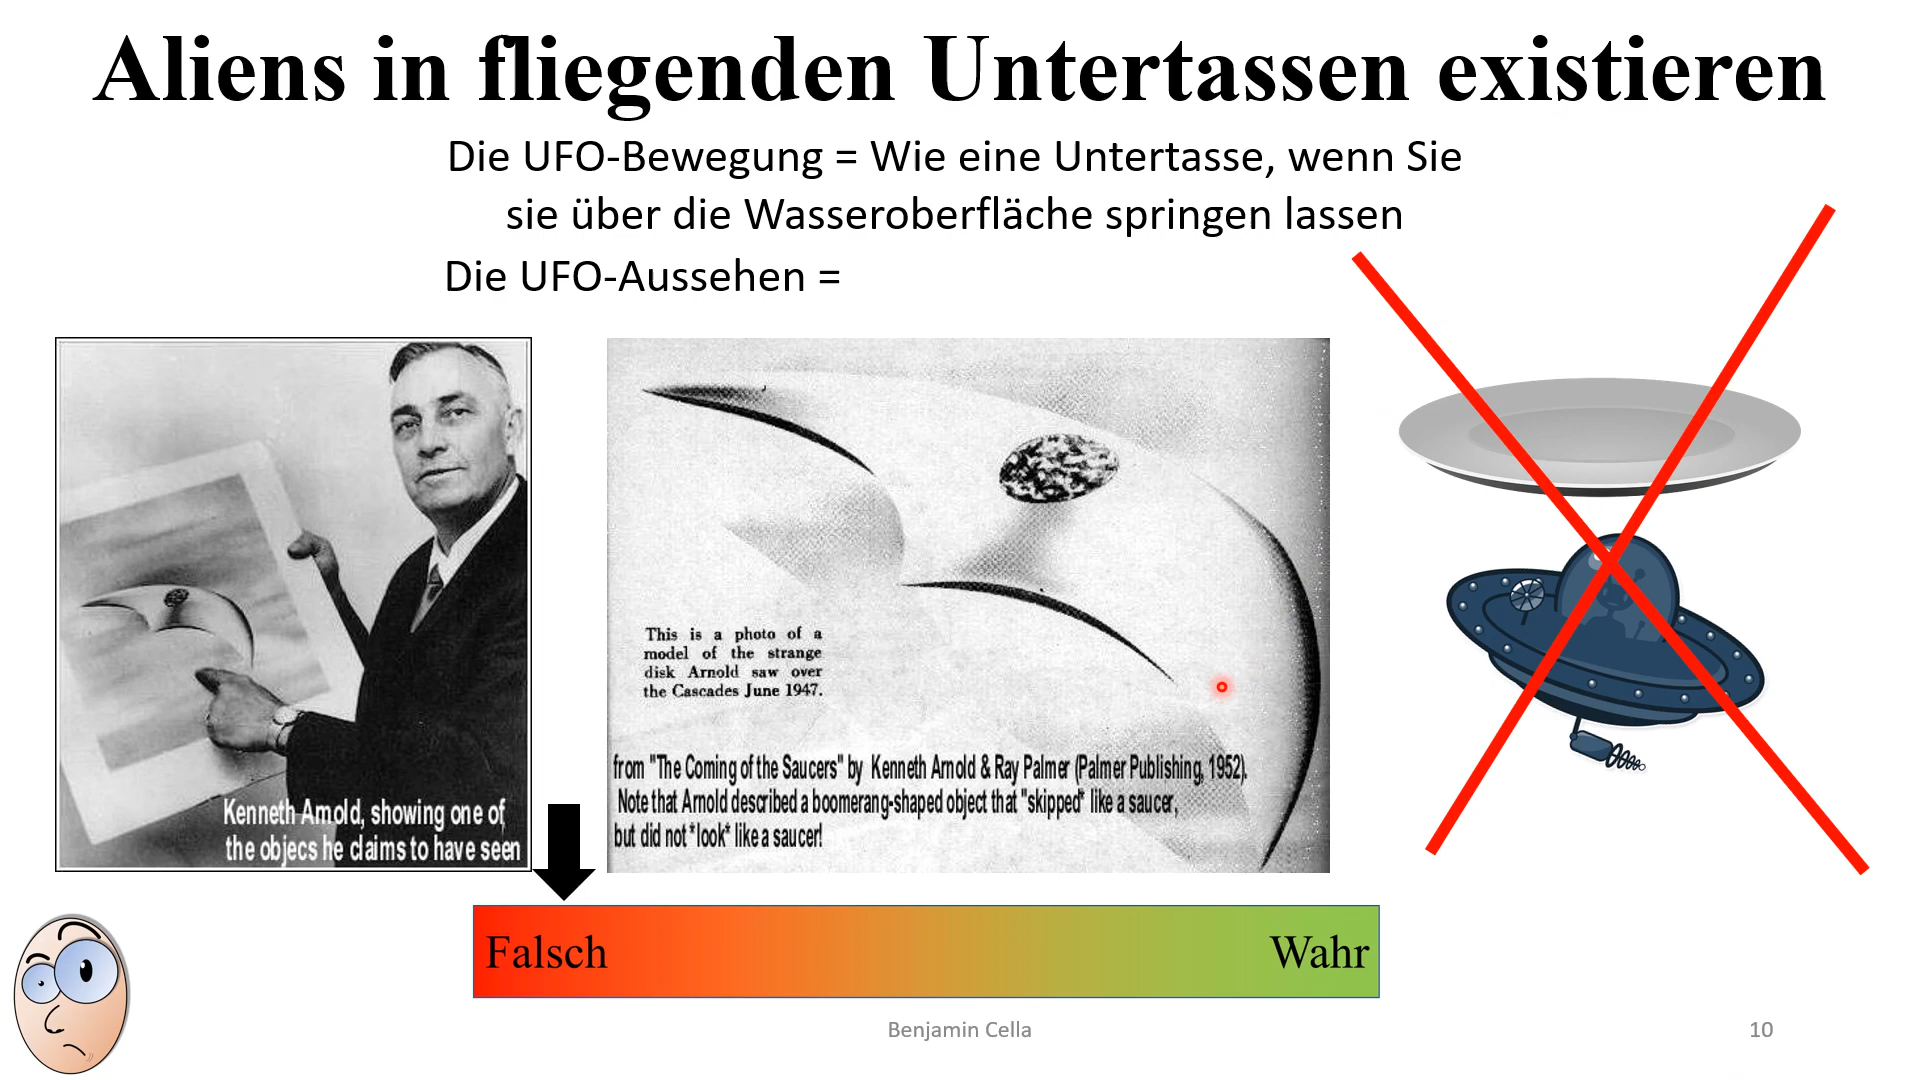 Aliens in fliegenden Untertassen existieren
Die UFO-Bewegung = Wie eine Untertasse, wenn Sie
sie über die Wasseroberfläche springen lassen
Die UFO-Aussehen =
Kenneth Arnold, showing one of
the objecs he claims to have seen
This is a photo of a
model of the strange
disk Arnold saw over
the Cascades June 1947.
from "The Coming of the Saucers" by Kenneth Arnold & Ray Palmer (Palmer Publishing, 1952).
Note that Arnold described a boomerang-shaped object that "skipped* like a saucer,
but did not *look* like a saucer!
Falsch
Wahr
Benjamin Cella
10